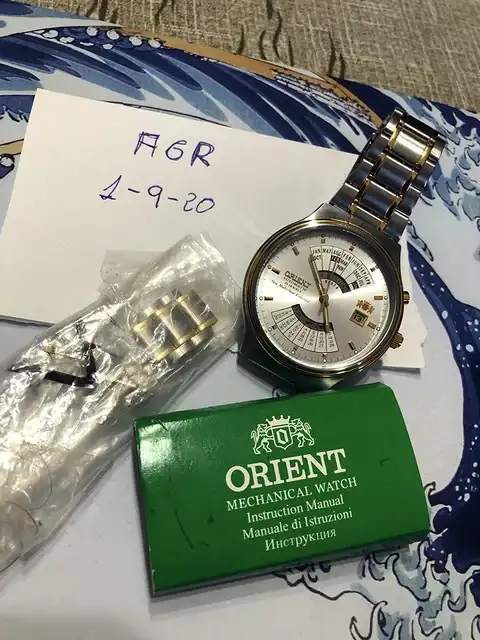 AGR
1-9-20
ORIENT
ORIENT
MECHANICAL WATCH
Instruction Manual
Manuale di Istruzioni
Инструкция